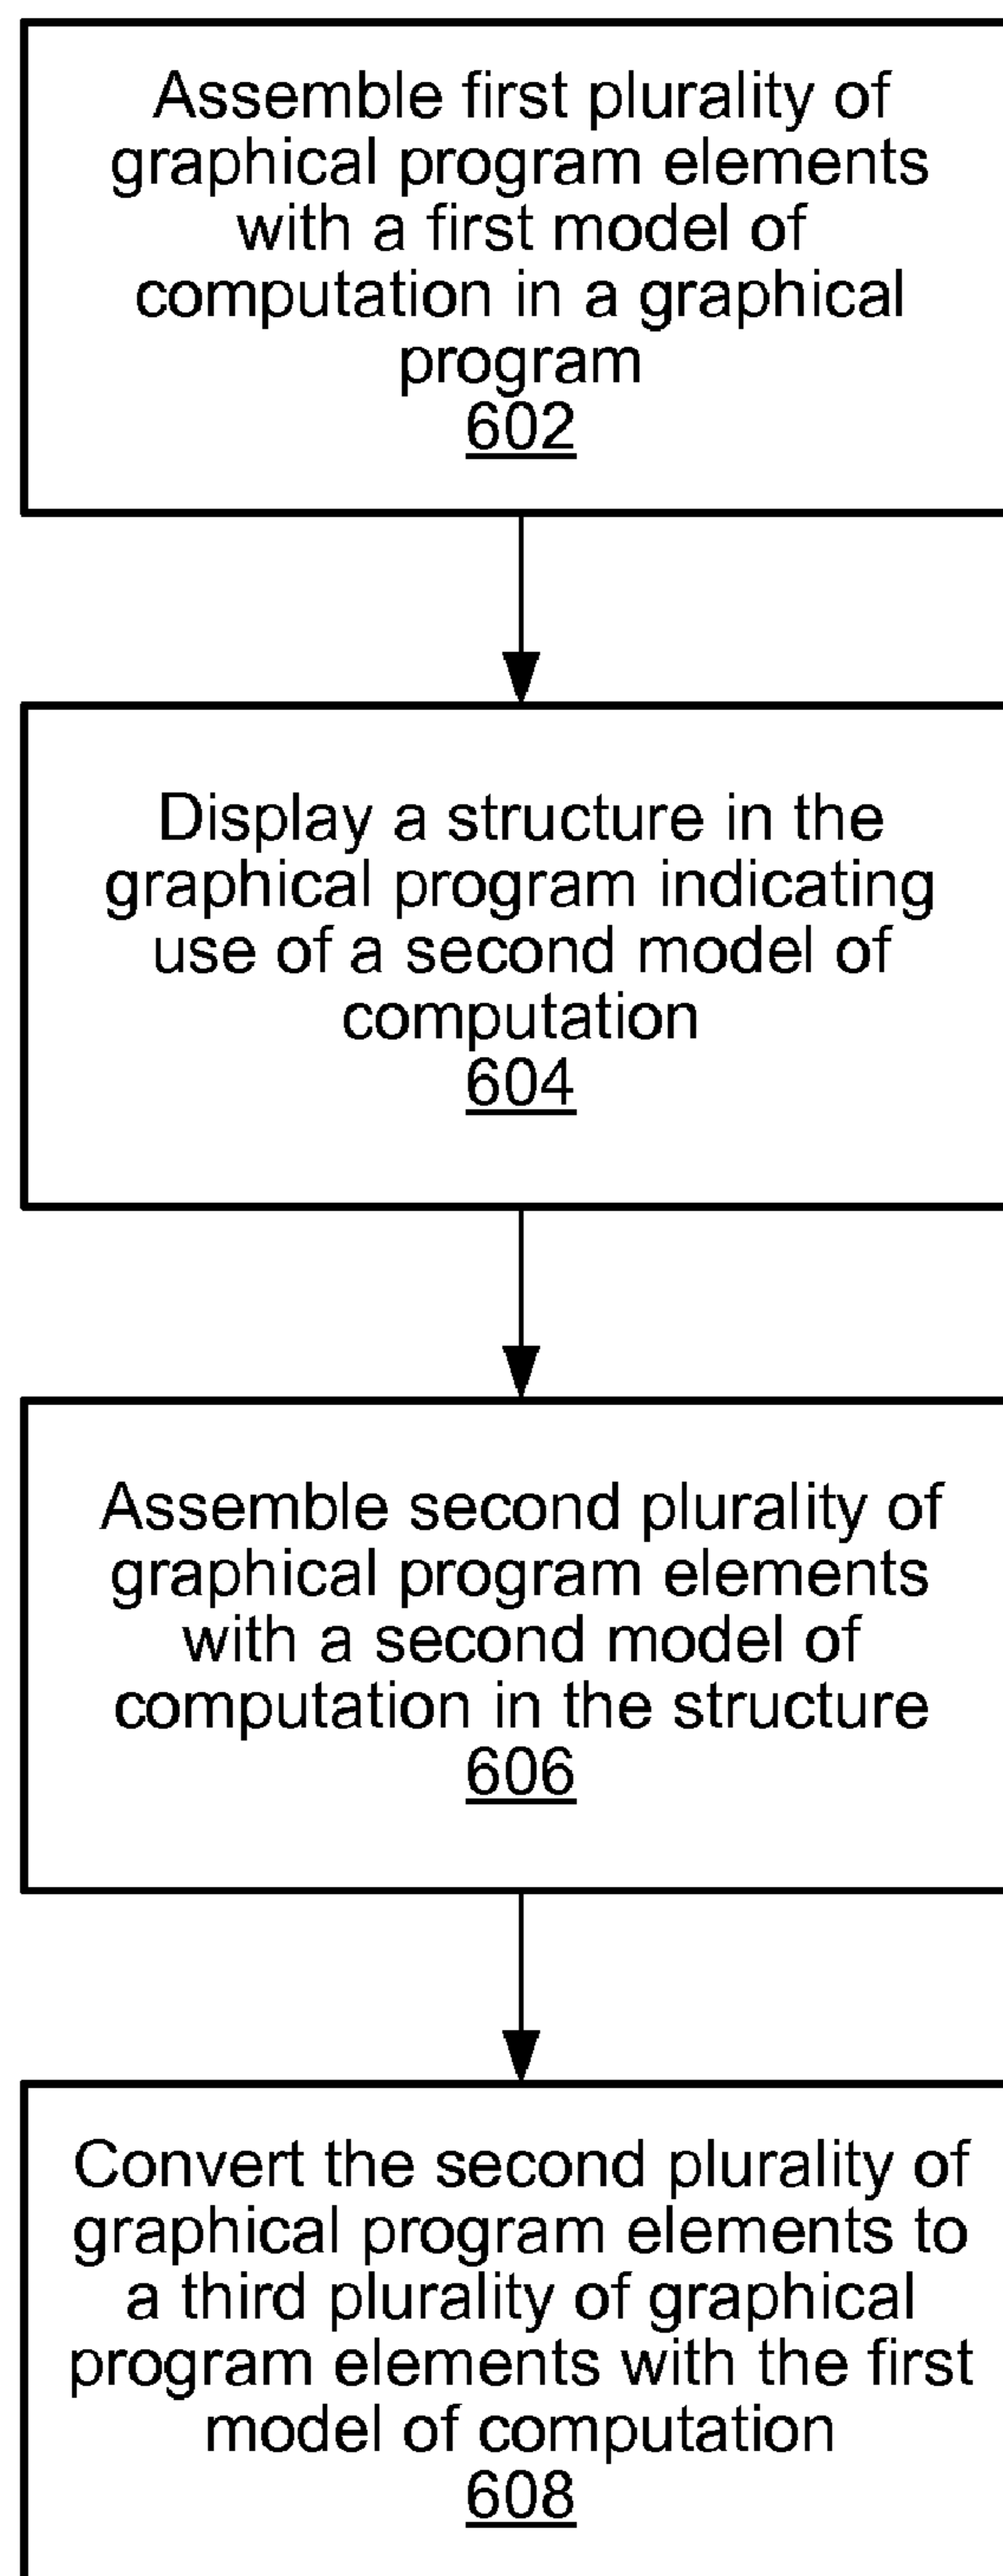 Assemble first plurality of
graphical program elements
with a first model of
computation in a graphical
program
602
Display a structure in the
graphical program indicating
use of a second model of
computation
604
Assemble second plurality of
graphical program elements
with a second model of
computation in the structure
606
Convert the second plurality of
graphical program elements to
a third plurality of graphical
program elements with the first
model of computation
608